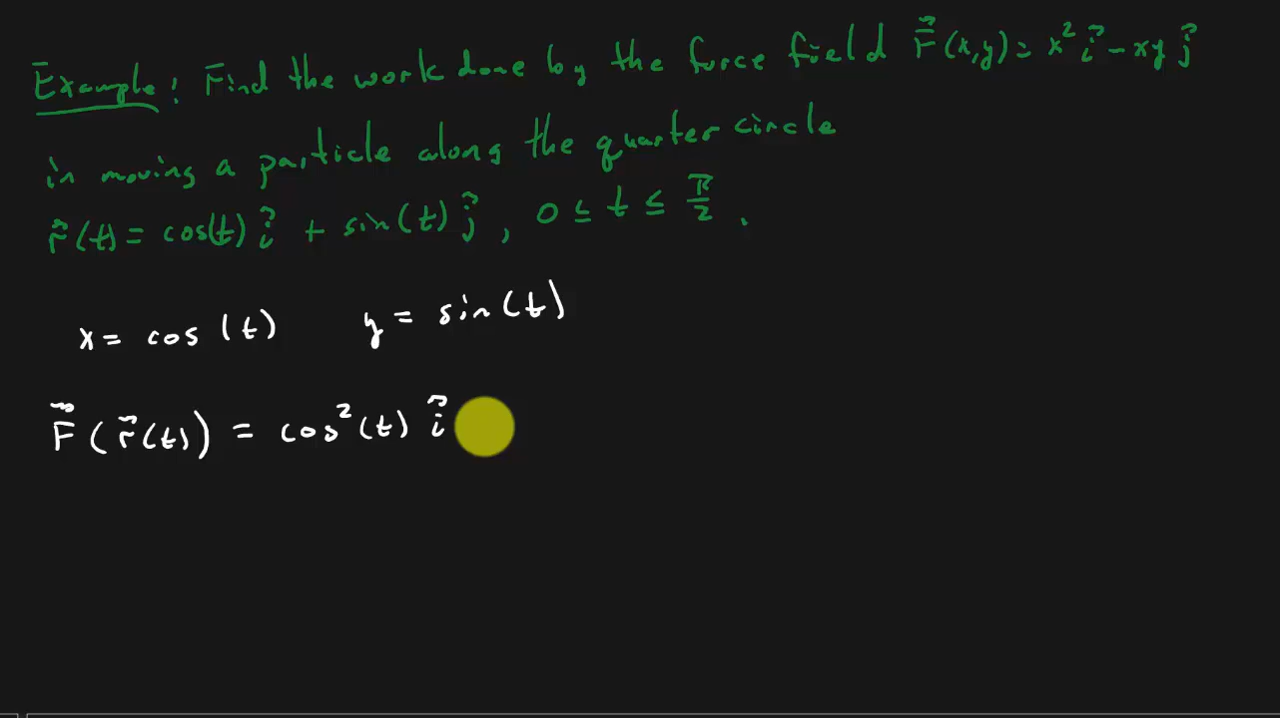 Example: Find the work done by the force field F⃗(x,y) = x² î − xy ĵ
in moving a particle along the quarter circle
r⃗(t) = cos(t) î + sin(t) ĵ, 0 ≤ t ≤ π/2.
x = cos(t) y = sin(t)
F⃗(r⃗(t)) = cos²(t) î